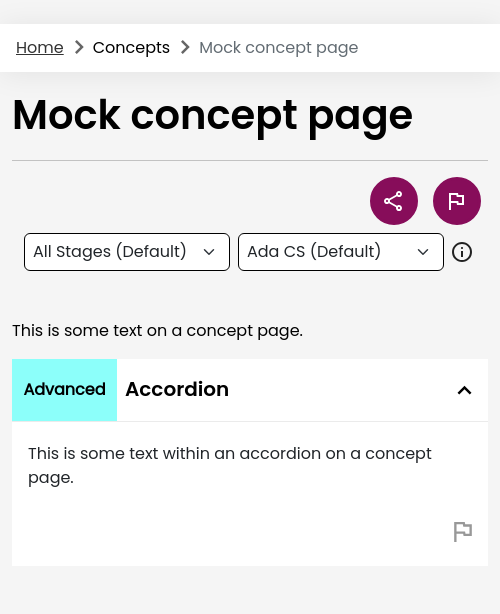 Home Concepts Mock concept page
Mock concept page
All Stages (Default) Ada CS (Default)
This is some text on a concept page.
Advanced Accordion
This is some text within an accordion on a concept
page.